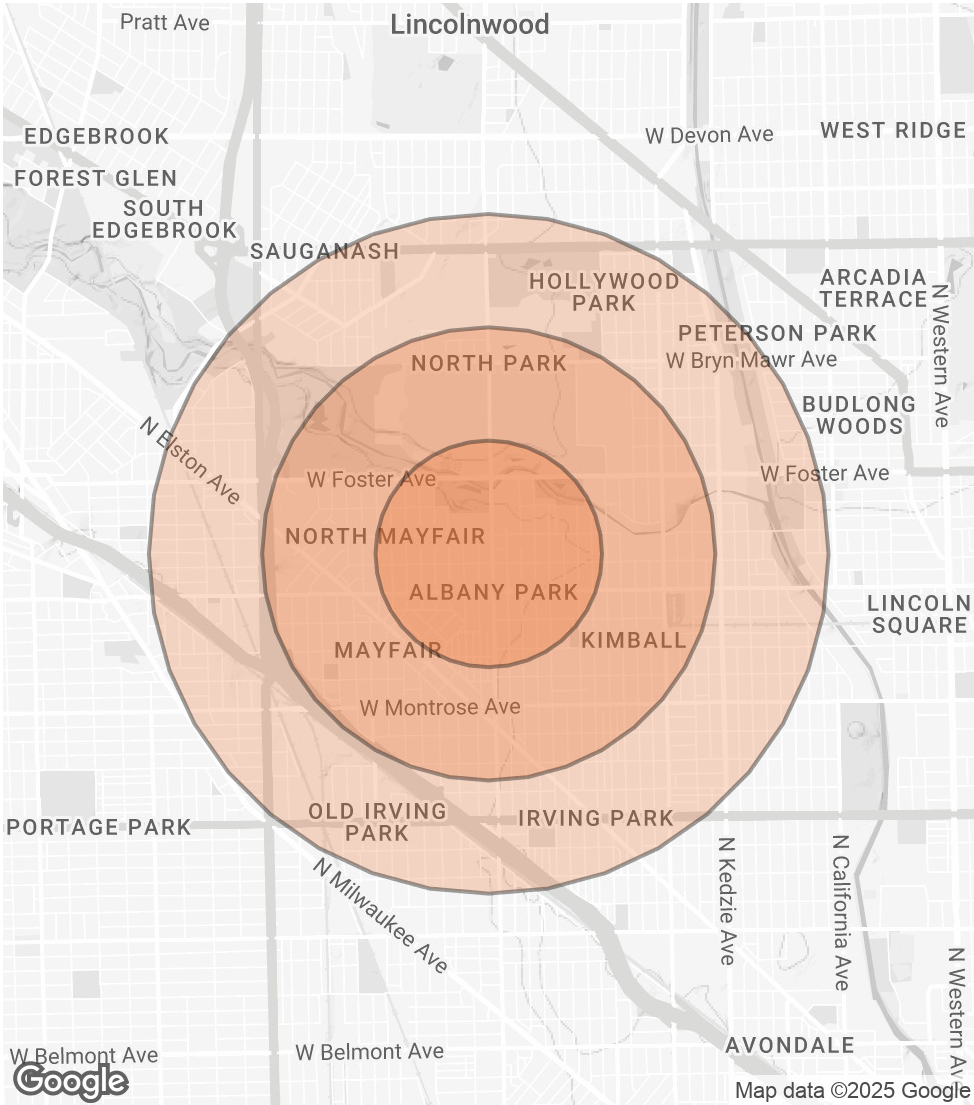 Pratt Ave
Lincolnwood
W Devon Ave
WEST RIDGE
EDGEBROOK
FOREST GLEN
SOUTH
EDGEBROOK
SAUGANASH
HOLLYWOOD
PARK
ARCADIA
TERRACE
N Western Ave
PETERSON PARK
W Bryn Mawr Ave
NORTH PARK
BUDLONG
WOODS
N Elston Ave
W Foster Ave
W Foster Ave
NORTH MAYFAIR
ALBANY PARK
LINCOLN
SQUARE
MAYFAIR
KIMBALL
W Montrose Ave
OLD IRVING
PARK
IRVING PARK
PORTAGE PARK
N Milwaukee Ave
N Kedzie Ave
N California Ave
N Western Av
AVONDALE
W Belmont Ave
W Belmont Ave
Google
Map data ©2025 Google